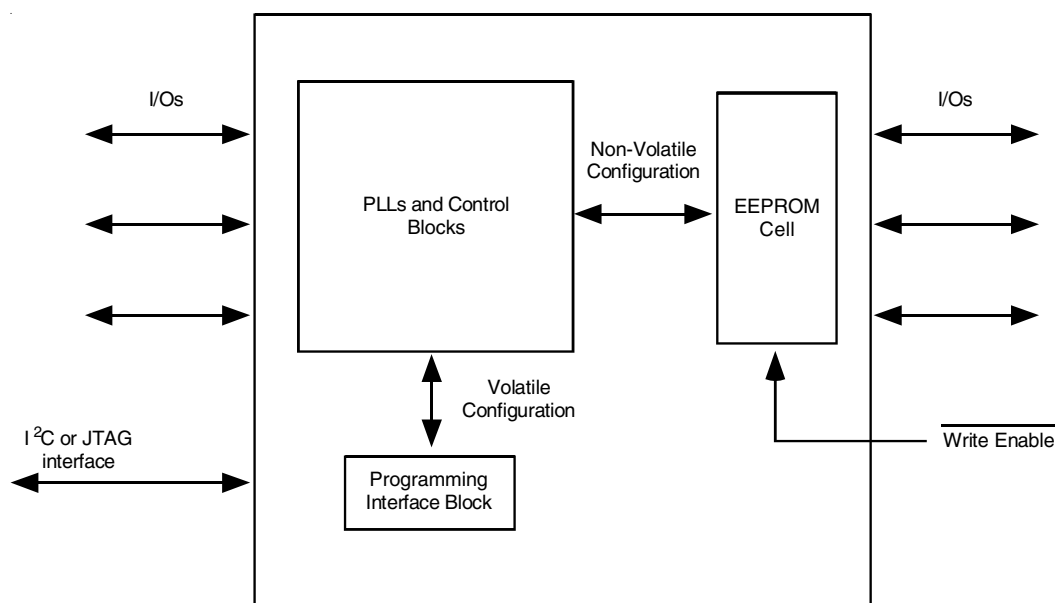 I/Os
I/Os
Non-Volatile
Configuration
PLLs and Control
Blocks
EEPROM
Cell
Volatile
Configuration
I²C or JTAG
interface
Write Enable
Programming
Interface Block